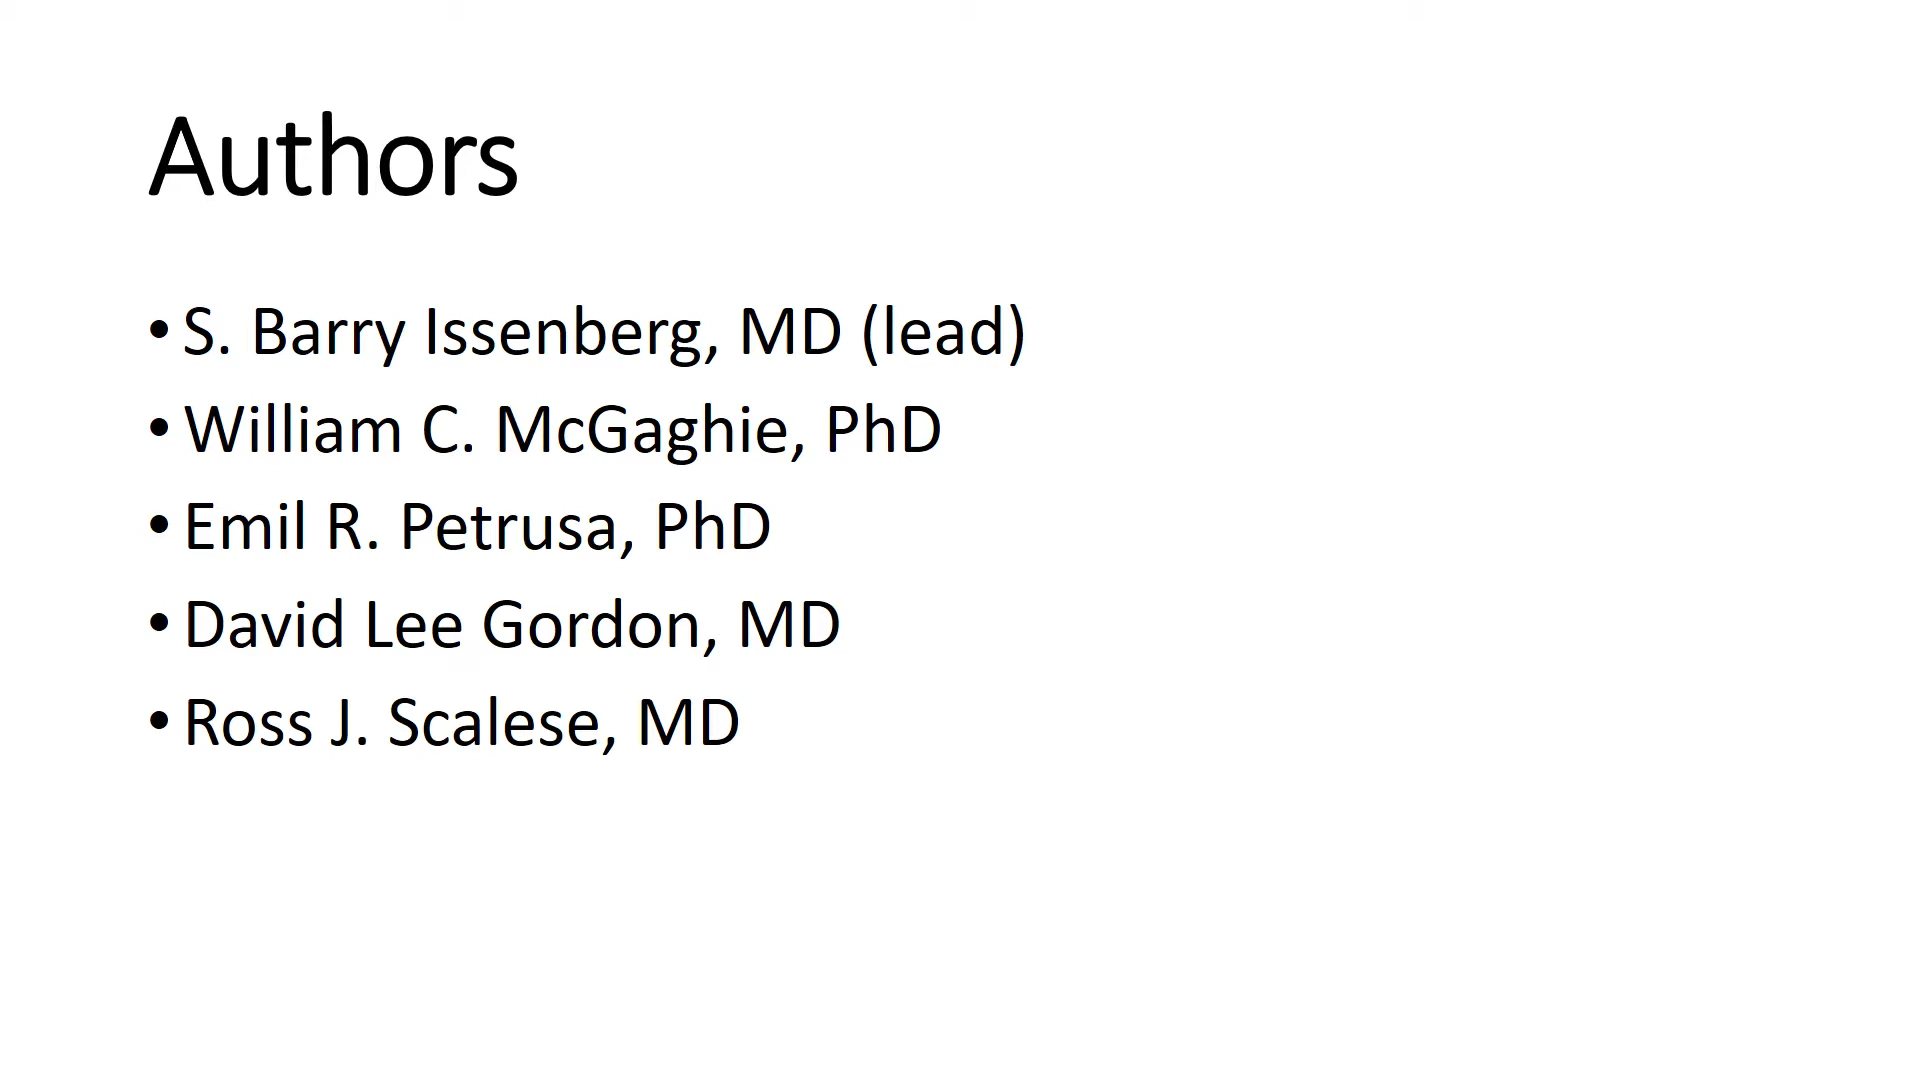 Authors
• S. Barry Issenberg, MD (lead)
• William C. McGaghie, PhD
• Emil R. Petrusa, PhD
• David Lee Gordon, MD
• Ross J. Scalese, MD